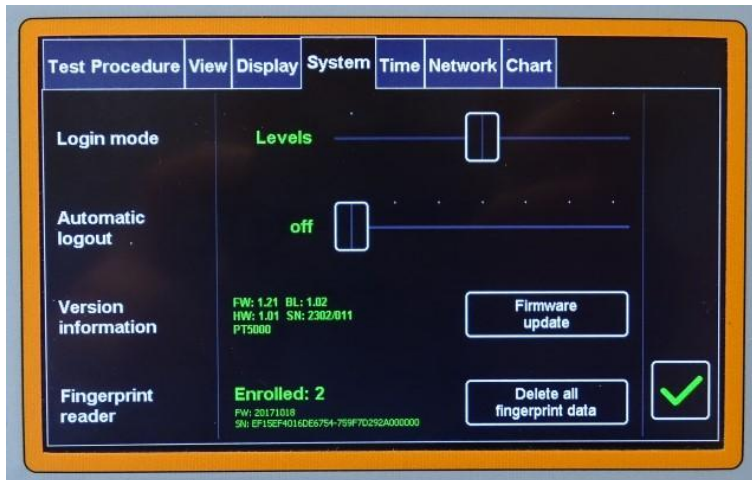 Test Procedure View Display System Time Network Chart
Login mode
Levels
Automatic
logout
off
Version
information
FW: 1.21 BL: 1.02
HW: 1.01 SN: 2302/011
PT5000
Firmware
update
Fingerprint
reader
Enrolled: 2
FW: 20171018
SN: EF15EF4016DE6754-7S9F7D292A000000
Delete all
fingerprint data